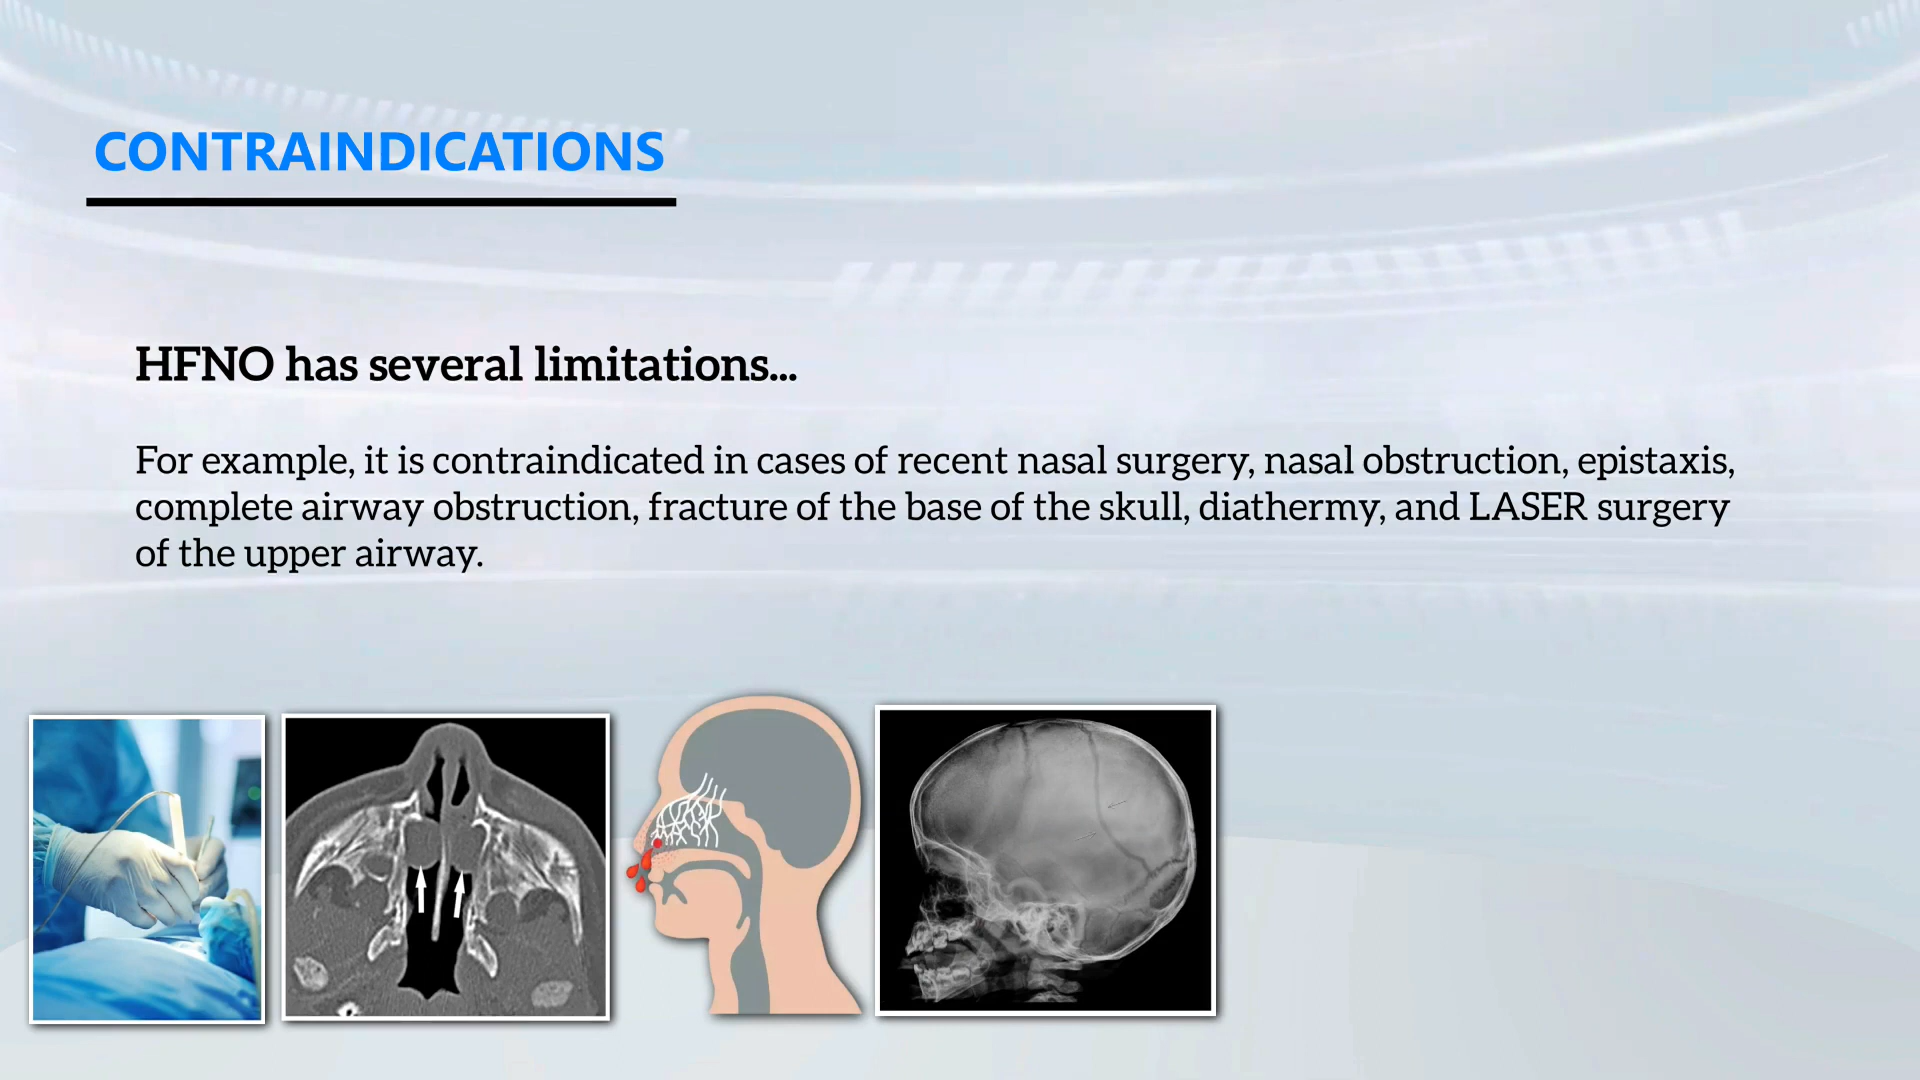 CONTRAINDICATIONS
HFNO has several limitations...
For example, it is contraindicated in cases of recent nasal surgery, nasal obstruction, epistaxis,
complete airway obstruction, fracture of the base of the skull, diathermy, and LASER surgery
of the upper airway.